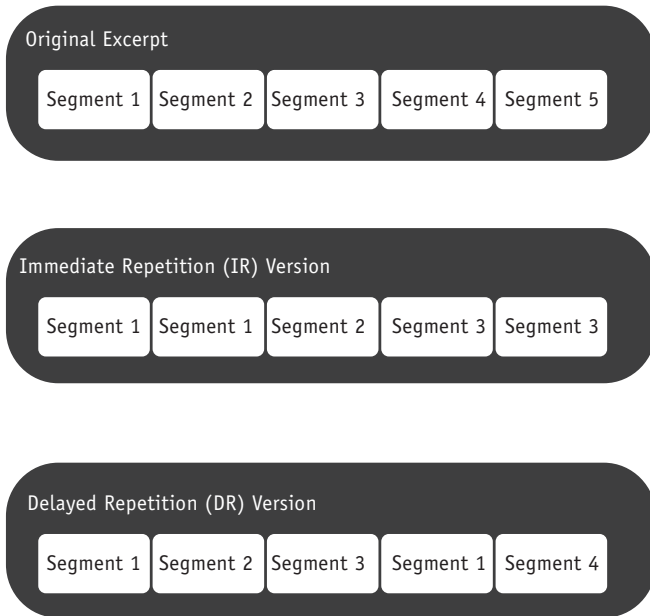 Original Excerpt
Segment 1 Segment 2 Segment 3 Segment 4 Segment 5
Immediate Repetition (IR) Version
Segment 1 Segment 1 Segment 2 Segment 3 Segment 3
Delayed Repetition (DR) Version
Segment 1 Segment 2 Segment 3 Segment 1 Segment 4